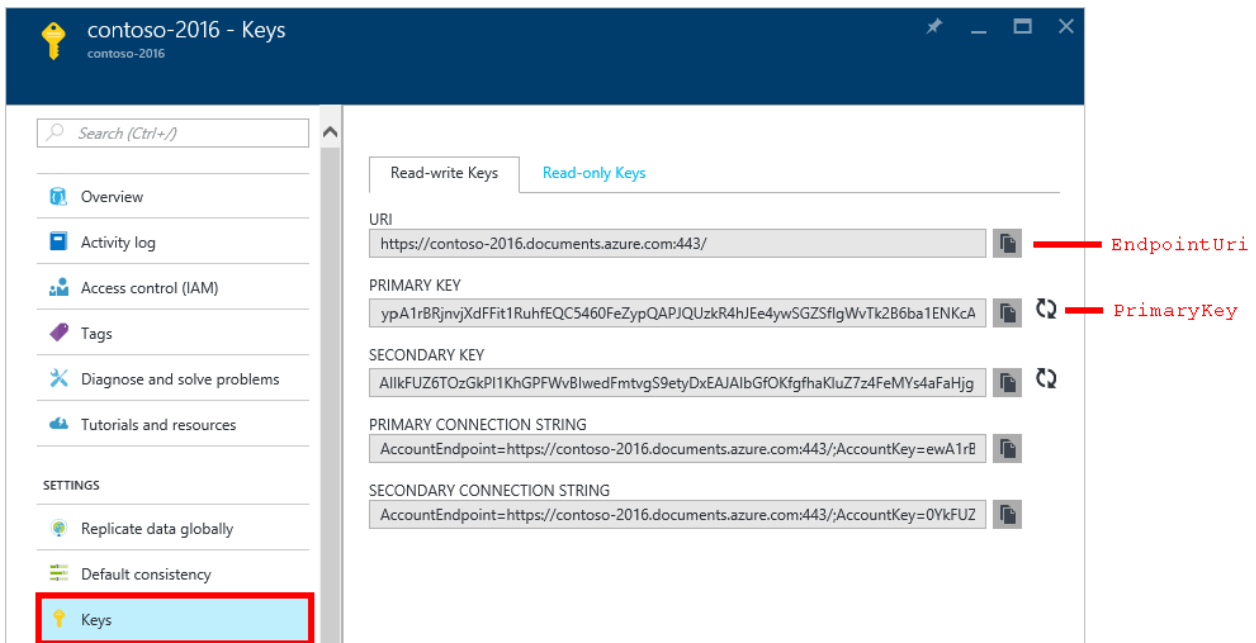 contoso-2016 - Keys
contoso-2016
Search (Ctrl+/)
Overview
Activity log
Access control (IAM)
Tags
Diagnose and solve problems
Tutorials and resources
SETTINGS
Replicate data globally
Default consistency
Keys
Read-write Keys
Read-only Keys
URI
https://contoso-2016.documents.azure.com:443/
EndpointUri
PRIMARY KEY
ypA1rBRjnvjXdFFit1RuhfEQC5460FeZypQAPJQUzkR4hJEe4ywSGZSfIgWvTk2B6ba1ENKcA
PrimaryKey
SECONDARY KEY
AIIkFUZ6TOzGkPI1KhGPFWvBIwedFmtvgS9etyDxEAJAIbGfOKfgfhaKIuZ7z4FeMYs4aFaHjg
PRIMARY CONNECTION STRING
AccountEndpoint=https://contoso-2016.documents.azure.com:443/;AccountKey=ewA1rB
SECONDARY CONNECTION STRING
AccountEndpoint=https://contoso-2016.documents.azure.com:443/;AccountKey=0YkFUZ